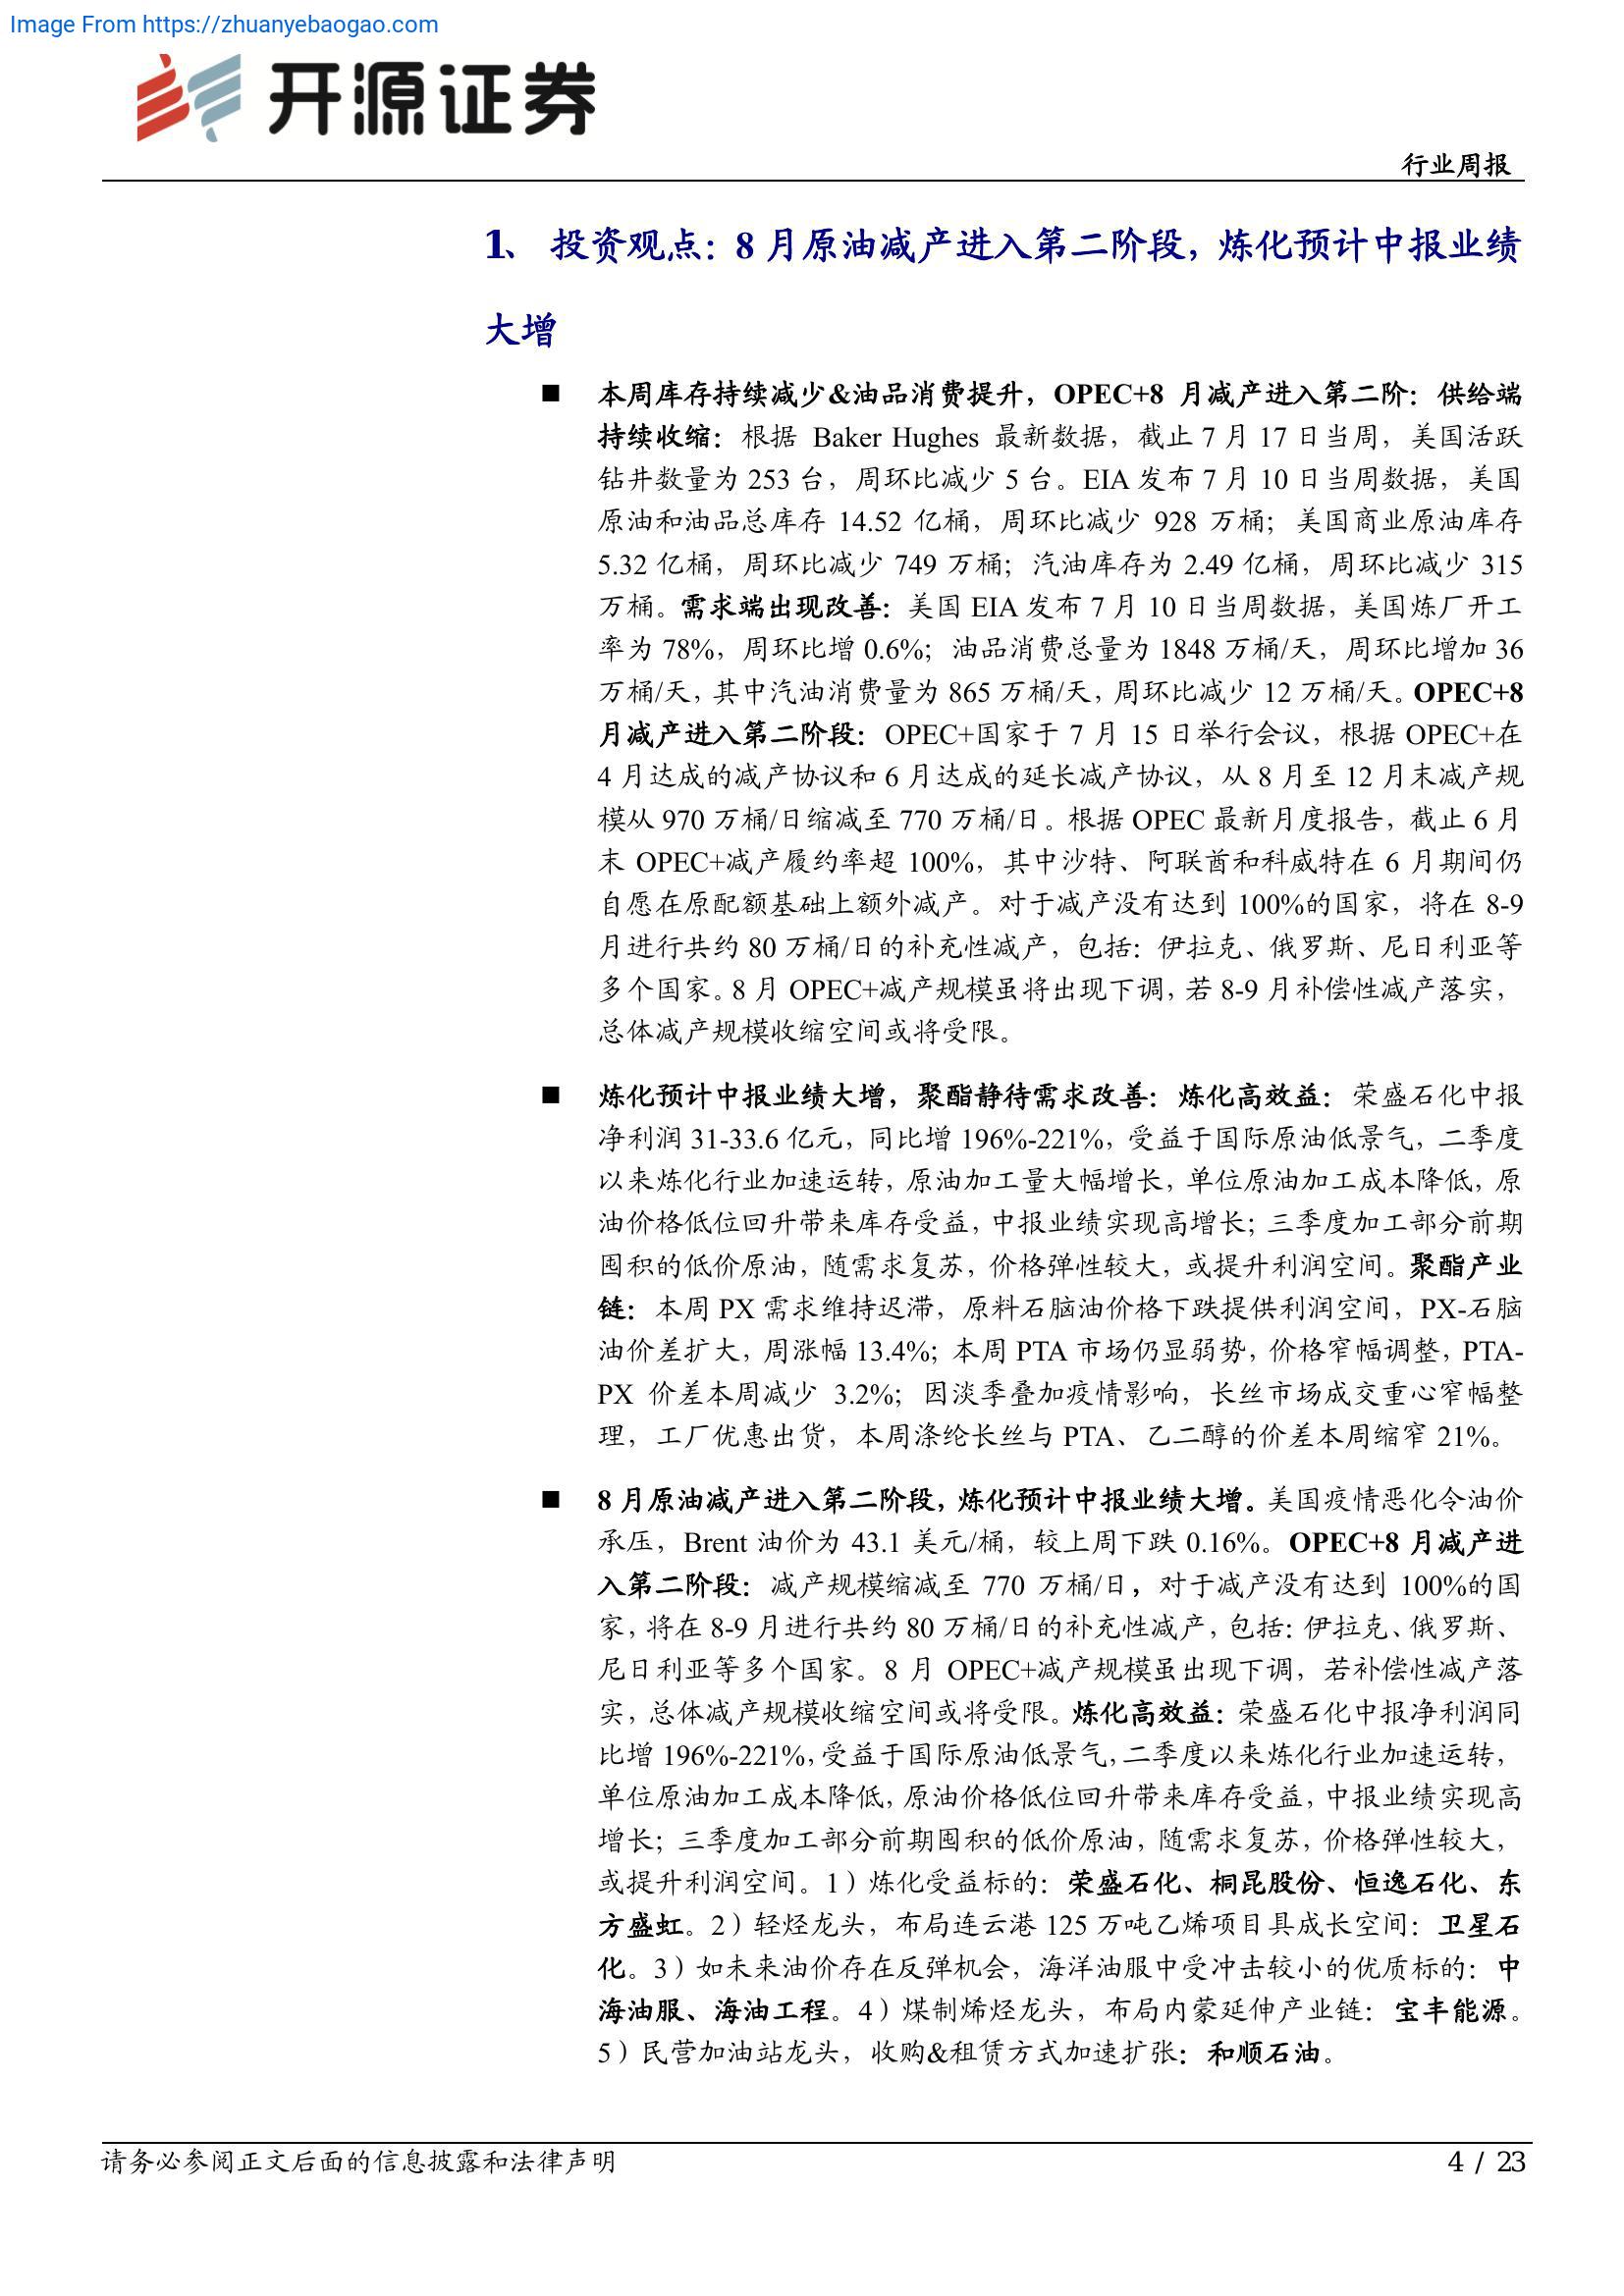 Image From https://zhuanyebaogao.com
开源证券
行业周报
1、 投资观点：8 月原油减产进入第二阶段，炼化预计中报业绩
大增
■ 本周库存持续减少&油品消费提升，OPEC+8 月减产进入第二阶：供给端
持续收缩：根据 Baker Hughes 最新数据，截止 7 月 17 日当周，美国活跃
钻井数量为 253 台，周环比减少 5 台。EIA 发布 7 月 10 日当周数据，美国
原油和油品总库存 14.52 亿桶，周环比减少 928 万桶；美国商业原油库存
5.32 亿桶，周环比减少 749 万桶；汽油库存为 2.49 亿桶，周环比减少 315
万桶。需求端出现改善：美国 EIA 发布 7 月 10 日当周数据，美国炼厂开工
率为 78%，周环比增 0.6%；油品消费总量为 1848 万桶/天，周环比增加 36
万桶/天，其中汽油消费量为 865 万桶/天，周环比减少 12 万桶/天。OPEC+8
月减产进入第二阶段：OPEC+国家于 7 月 15 日举行会议，根据 OPEC+在
4 月达成的减产协议和 6 月达成的延长减产协议，从 8 月至 12 月末减产规
模从 970 万桶/日缩减至 770 万桶/日。根据 OPEC 最新月度报告，截止 6 月
末 OPEC+减产履约率超 100%，其中沙特、阿联酋和科威特在 6 月期间仍
自愿在原配额基础上额外减产。对于减产没有达到 100%的国家，将在 8-9
月进行共约 80 万桶/日的补充性减产，包括：伊拉克、俄罗斯、尼日利亚等
多个国家。8 月 OPEC+减产规模虽将出现下调，若 8-9 月补偿性减产落实，
总体减产规模收缩空间或将受限。
■ 炼化预计中报业绩大增，聚酯静待需求改善：炼化高效益：荣盛石化中报
净利润 31-33.6 亿元，同比增 196%-221%，受益于国际原油低景气，二季度
以来炼化行业加速运转，原油加工量大幅增长，单位原油加工成本降低，原
油价格低位回升带来库存受益，中报业绩实现高增长；三季度加工部分前期
囤积的低价原油，随需求复苏，价格弹性较大，或提升利润空间。聚酯产业
链：本周 PX 需求维持迟滞，原料石脑油价格下跌提供利润空间，PX-石脑
油价差扩大，周涨幅 13.4%；本周 PTA 市场仍显弱势，价格窄幅调整，PTA-
PX 价差本周减少 3.2%；因淡季叠加疫情影响，长丝市场成交重心窄幅整
理，工厂优惠出货，本周涤纶长丝与 PTA、乙二醇的价差本周缩窄 21%。
■ 8 月原油减产进入第二阶段，炼化预计中报业绩大增。美国疫情恶化令油价
承压，Brent 油价为 43.1 美元/桶，较上周下跌 0.16%。OPEC+8 月减产进
入第二阶段：减产规模缩减至 770 万桶/日，对于减产没有达到 100%的国
家，将在 8-9 月进行共约 80 万桶/日的补充性减产，包括：伊拉克、俄罗斯、
尼日利亚等多个国家。8 月 OPEC+减产规模虽出现下调，若补偿性减产落
实，总体减产规模收缩空间或将受限。炼化高效益：荣盛石化中报净利润同
比增 196%-221%，受益于国际原油低景气，二季度以来炼化行业加速运转，
单位原油加工成本降低，原油价格低位回升带来库存受益，中报业绩实现高
增长；三季度加工部分前期囤积的低价原油，随需求复苏，价格弹性较大，
或提升利润空间。1）炼化受益标的：荣盛石化、桐昆股份、恒逸石化、东
方盛虹。2）轻烃龙头，布局连云港 125 万吨乙烯项目具成长空间：卫星石
化。3）如未来油价存在反弹机会，海洋油服中受冲击较小的优质标的：中
海油服、海油工程。4）煤制烯烃龙头，布局内蒙延伸产业链：宝丰能源。
5）民营加油站龙头，收购&租赁方式加速扩张：和顺石油。
请务必参阅正文后面的信息披露和法律声明
4 / 23